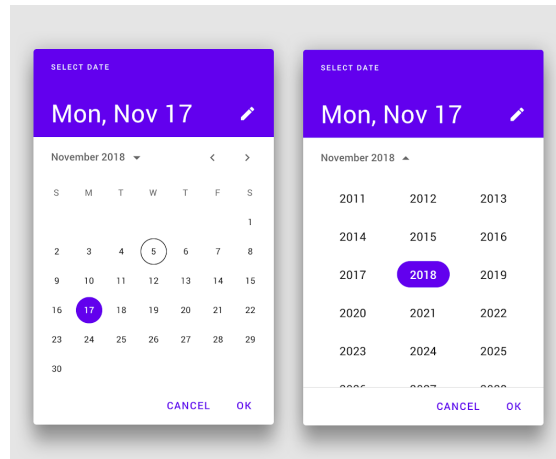 SELECT DATE
Mon, Nov 17
November 2018
S M T W T F S
1
2 3 4 5 6 7 8
9 10 11 12 13 14 15
16 17 18 19 20 21 22
23 24 25 26 27 28 29
30
CANCEL OK
SELECT DATE
Mon, Nov 17
November 2018
2011 2012 2013
2014 2015 2016
2017 2018 2019
2020 2021 2022
2023 2024 2025
CANCEL OK